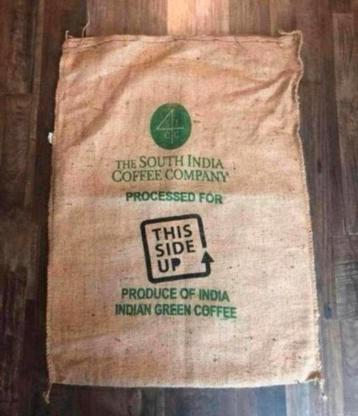 THE SOUTH INDIA
COFFEE COMPANY
PROCESSED FOR
THIS
SIDE
UP
PRODUCE OF INDIA
INDIAN GREEN COFFEE